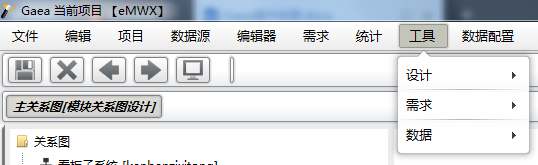 Gaea 当前项目 【eMWX】
文件 编辑 项目 数据源 编辑器 需求 统计 工具 数据配置
设计
需求
数据
主关系图[模块关系图设计]
关系图